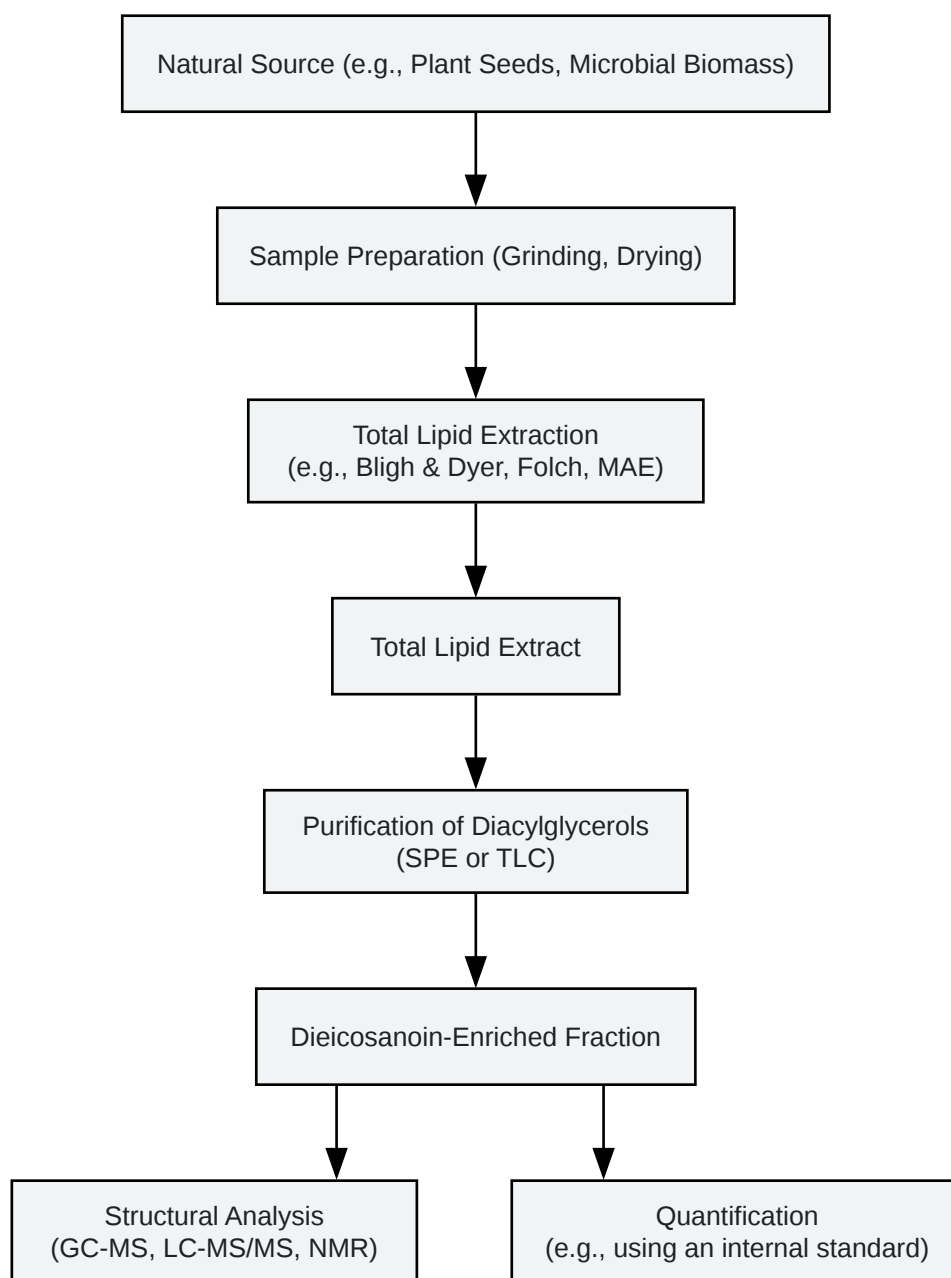 Natural Source (e.g., Plant Seeds, Microbial Biomass)
Sample Preparation (Grinding, Drying)
Total Lipid Extraction
(e.g., Bligh & Dyer, Folch, MAE)
Total Lipid Extract
Purification of Diacylglycerols
(SPE or TLC)
Dieicosanoin-Enriched Fraction
Structural Analysis
(GC-MS, LC-MS/MS, NMR)
Quantification
(e.g., using an internal standard)